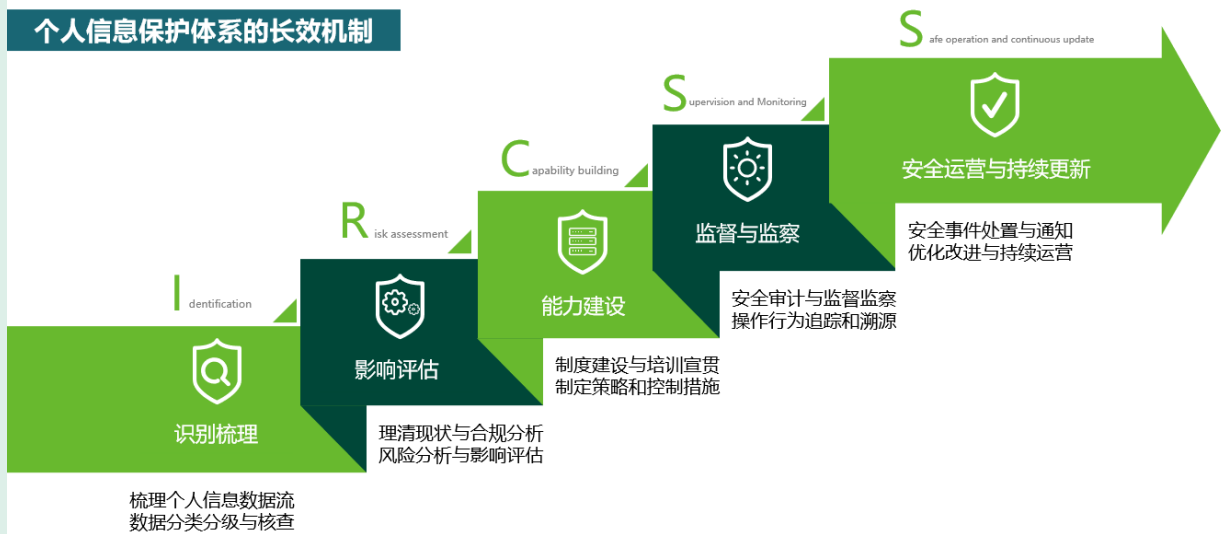 个人信息保护体系的长效机制
Identification
识别梳理
梳理个人信息数据流
数据分类分级与核查
Risk assessment
影响评估
理清现状与合规分析
风险分析与影响评估
Capability building
能力建设
制度建设与培训宣贯
制定策略和控制措施
Supervision and Monitoring
监督与监察
安全审计与监督监察
操作行为追踪和溯源
Safe operation and continuous update
安全运营与持续更新
安全事件处置与通知
优化改进与持续运营